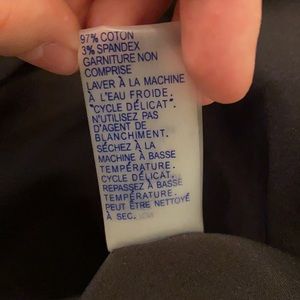 97% COTON
3% SPANDEX
GARNITURE NON
COMPRISE
LAVER À LA MACHINE
À L'EAU FROIDE.
"CYCLE DÉLICAT".
N'UTILISEZ PAS
D'AGENT DE
BLANCHIMENT.
SÉCHEZ À LA
MACHINE À BASSE
TEMPÉRATURE.
CYCLE DÉLICAT.
REPASSEZ À BASSE
TEMPÉRATURE.
PEUT ÊTRE NETTOYÉ
À SEC.